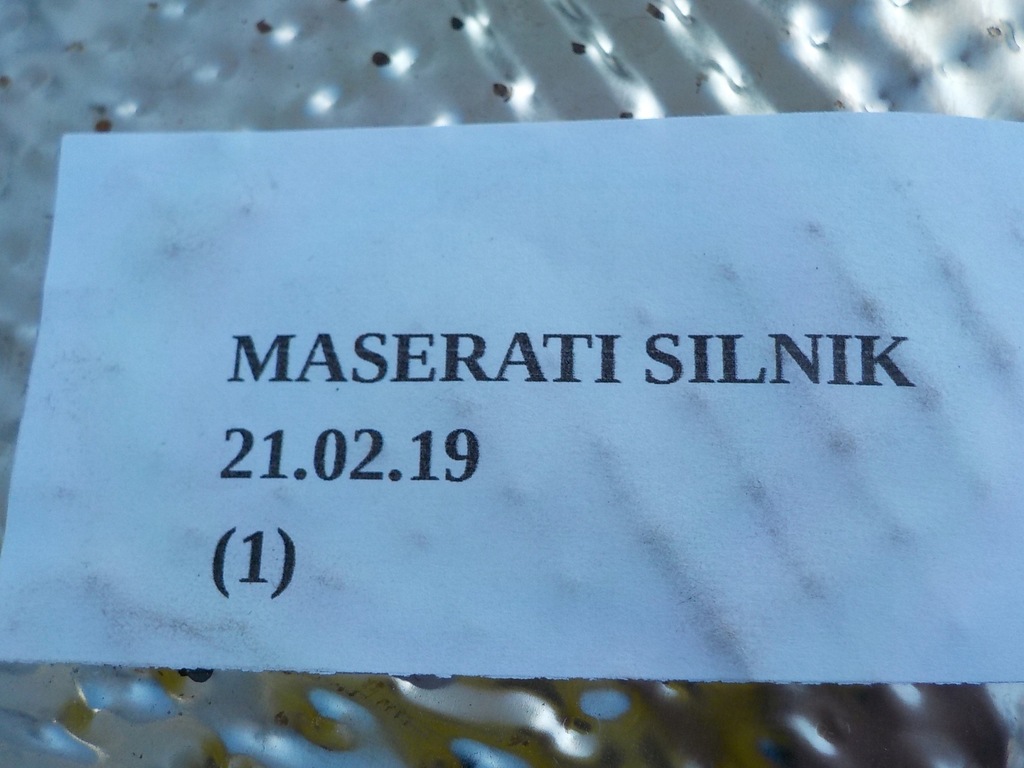 MASERATI SILNIK
21.02.19
(1)